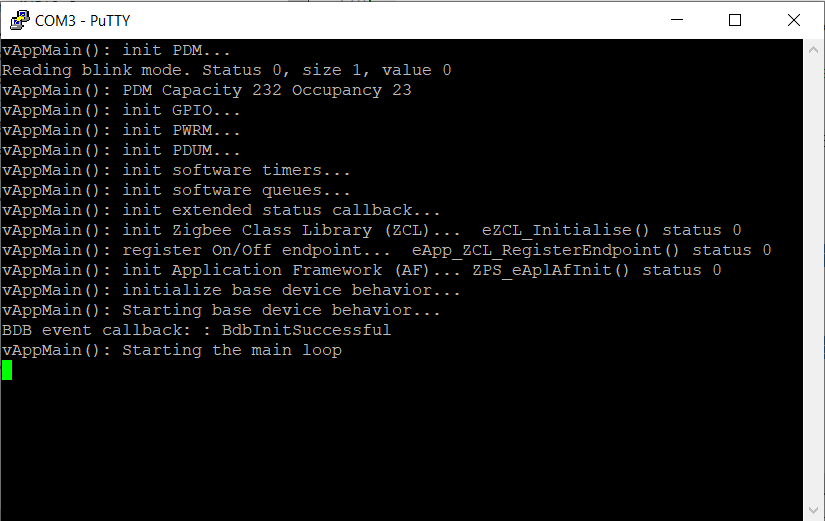 COM3 - PuTTY
vAppMain(): init PDM...
Reading blink mode. Status 0, size 1, value 0
vAppMain(): PDM Capacity 232 Occupancy 23
vAppMain(): init GPIO...
vAppMain(): init PWRM...
vAppMain(): init PDUM...
vAppMain(): init software timers...
vAppMain(): init software queues...
vAppMain(): init extended status callback...
vAppMain(): init Zigbee Class Library (ZCL)...  eZCL_Initialise() status 0
vAppMain(): register On/Off endpoint...  eApp_ZCL_RegisterEndpoint() status 0
vAppMain(): init Application Framework (AF)... ZPS_eAplAfInit() status 0
vAppMain(): initialize base device behavior...
vAppMain(): Starting base device behavior...
BDB event callback: : BdbInitSuccessful
vAppMain(): Starting the main loop